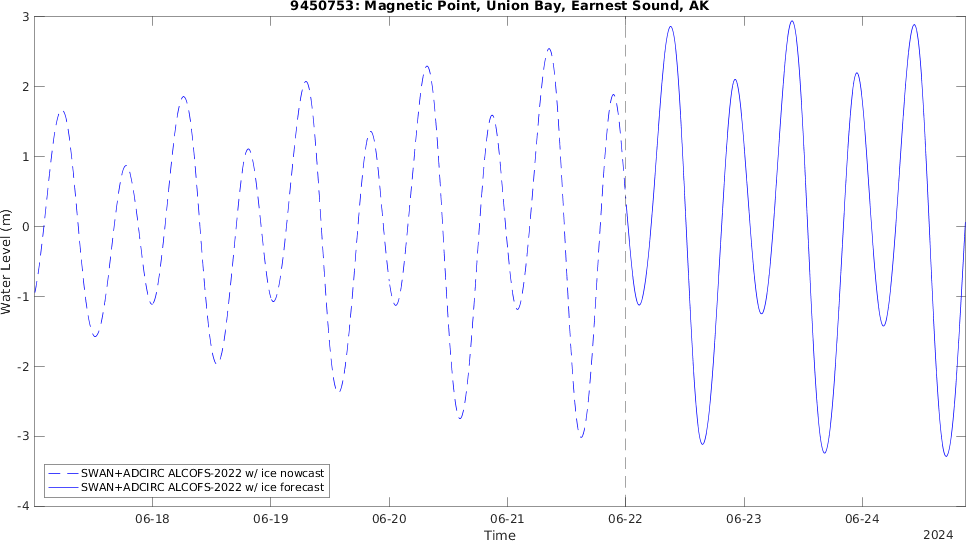 9450753: Magnetic Point, Union Bay, Earnest Sound, AK
3
2
1
0
-1
-2
-3
-4
Water Level (m)
SWAN+ADCIRC ALCOFS-2022 w/ ice nowcast
SWAN+ADCIRC ALCOFS-2022 w/ ice forecast
06-18 06-19 06-20 06-21 06-22 06-23 06-24
Time
2024